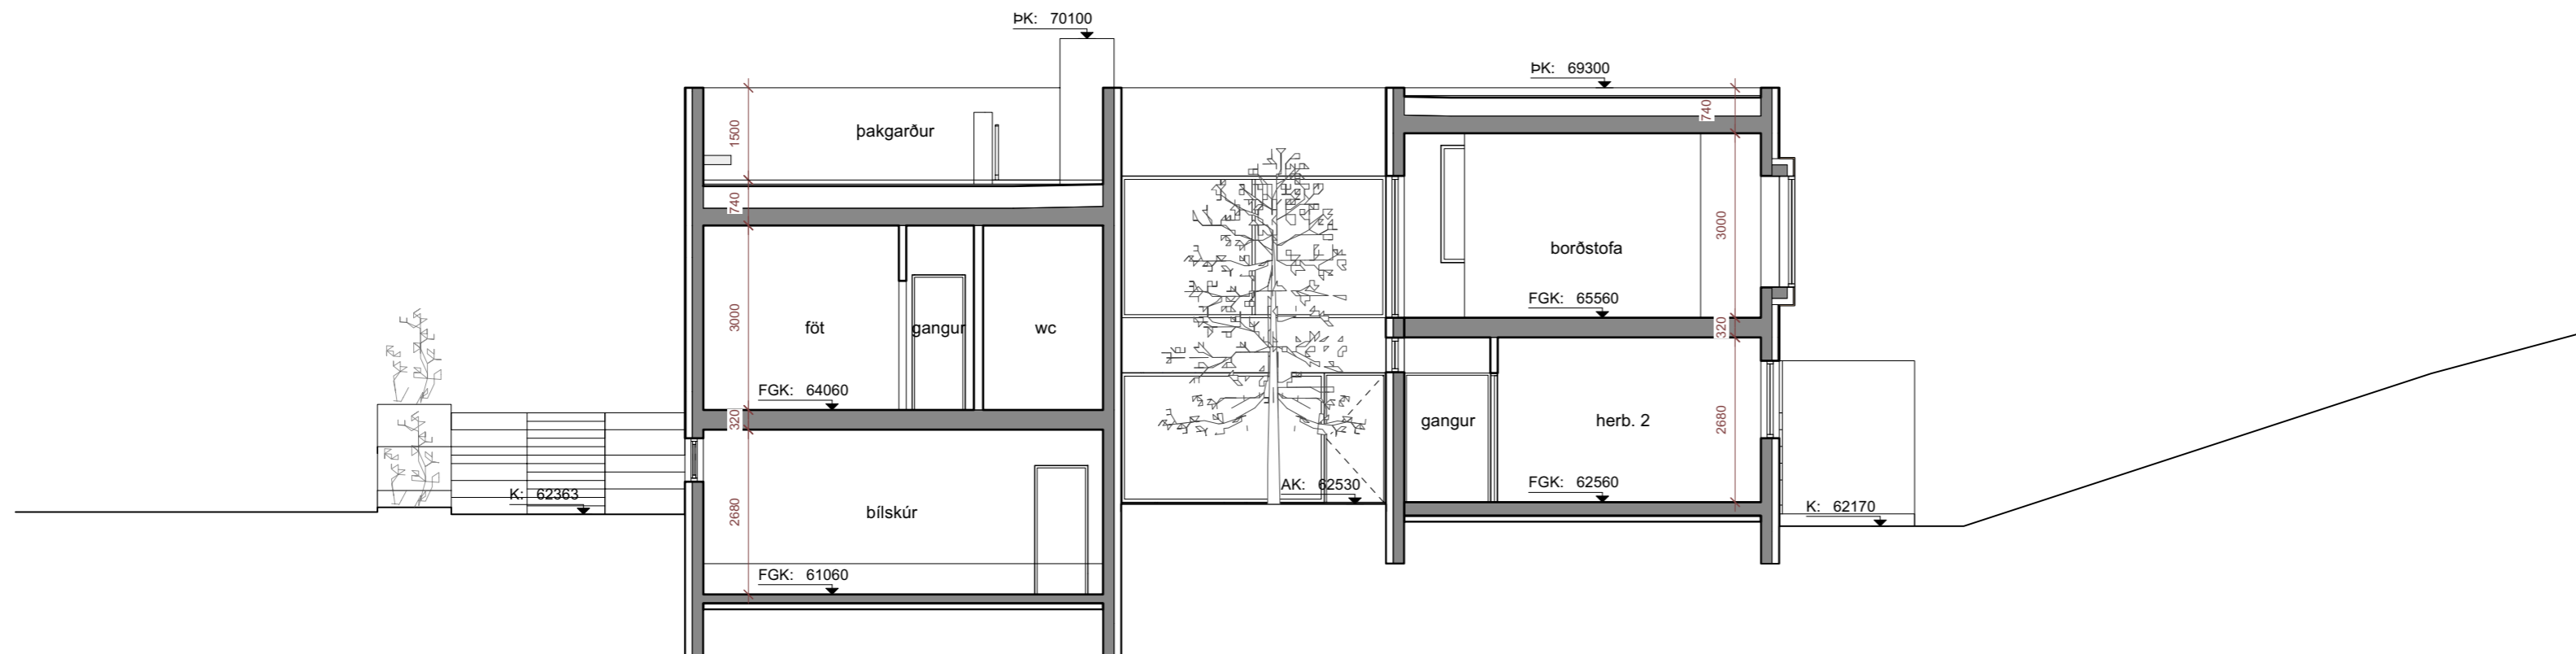 ÞK: 70100
ÞK: 69300
740
1500
þakgarður
740
3000
borðstofa
FGK: 65560
3000
föt
gangur
wc
320
FGK: 64060
320
gangur
herb. 2
2680
K: 62363
AK: 62530
FGK: 62560
K: 62170
2680
bílskúr
FGK: 61060